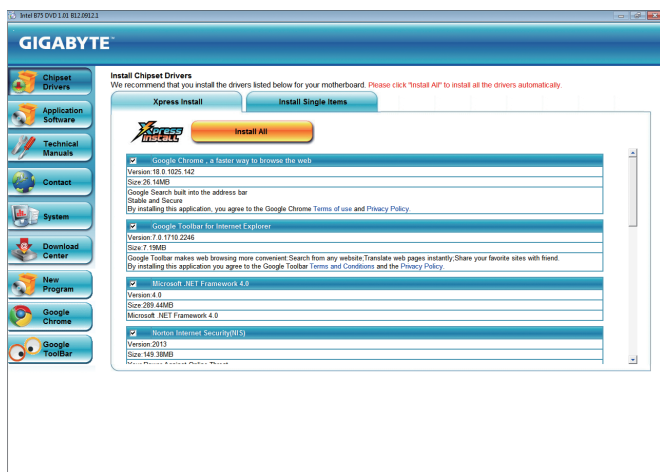 Intel B75 DVD 1.01 B12.0912.1
GIGABYTE™
Chipset
Drivers
Application
Software
Technical
Manuals
Contact
System
Download
Center
New
Program
Google
Chrome
Google
ToolBar
Install Chipset Drivers
We recommend that you install the drivers listed below for your motherboard. Please click "Install All" to install all the drivers automatically.
Xpress Install
Install Single Items
Xpress
Install
Install All
Google Chrome , a faster way to browse the web
Version:18.0.1025.142
Size:26.14MB
Google Search built into the address bar
Stable and Secure
By installing this application, you agree to the Google Chrome Terms of use and Privacy Policy.
Google Toolbar for Internet Explorer
Version:7.0.1710.2246
Size:7.19MB
Google Toolbar makes web browsing more convenient:Search from any website;Translate web pages instantly;Share your favorite sites with friend.
By installing this application you agree to the Google Toolbar Terms and Conditions and the Privacy Policy.
Microsoft .NET Framework 4.0
Version:4.0
Size:289.44MB
Microsoft .NET Framework 4.0
Norton Internet Security(NIS)
Version:2013
Size:149.38MB
Your Power Against Online Threat